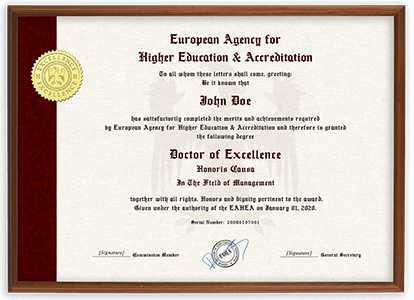 European Agency for
Higher Education & Accreditation
To all whom these letters shall come, greeting;
Be it known that
John Doe
has satisfactorily completed the merits and achievements required
by European Agency for Higher Education & Accreditation and therefore is granted
the following degree
Doctor of Excellence
Honoris Causa
In The Field of Management
together with all rights, Honors and dignity pertinent to the award.
Given under the authority of the EAHEA on January 01, 2020.
Serial Number: 20080107001
[Signature] Commission Member
[Signature] General Secretary
EXCELLENCE
EXCELLENCE